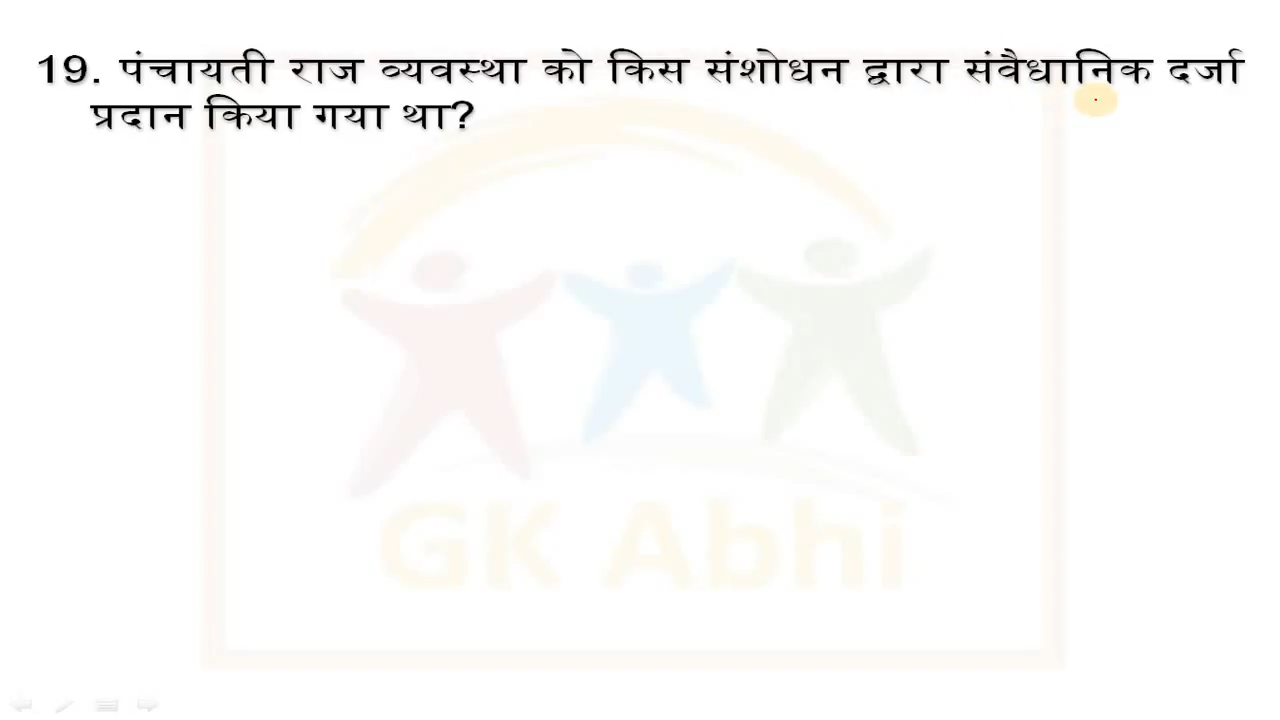 19. पंचायती राज व्यवस्था को किस संशोधन द्वारा संवैधानिक दर्जा
प्रदान किया गया था?
GK Abhi